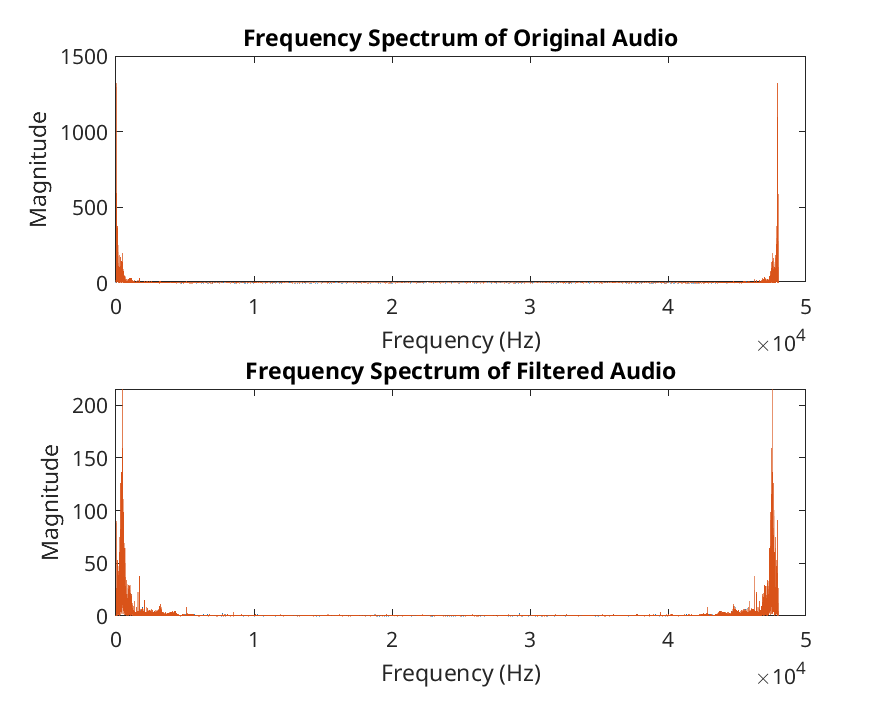 Frequency Spectrum of Original Audio
1500
1000
500
0
Magnitude
0 1 2 3 4 5
Frequency (Hz)
×10⁴
Frequency Spectrum of Filtered Audio
200
150
100
50
0
Magnitude
0 1 2 3 4 5
Frequency (Hz)
×10⁴